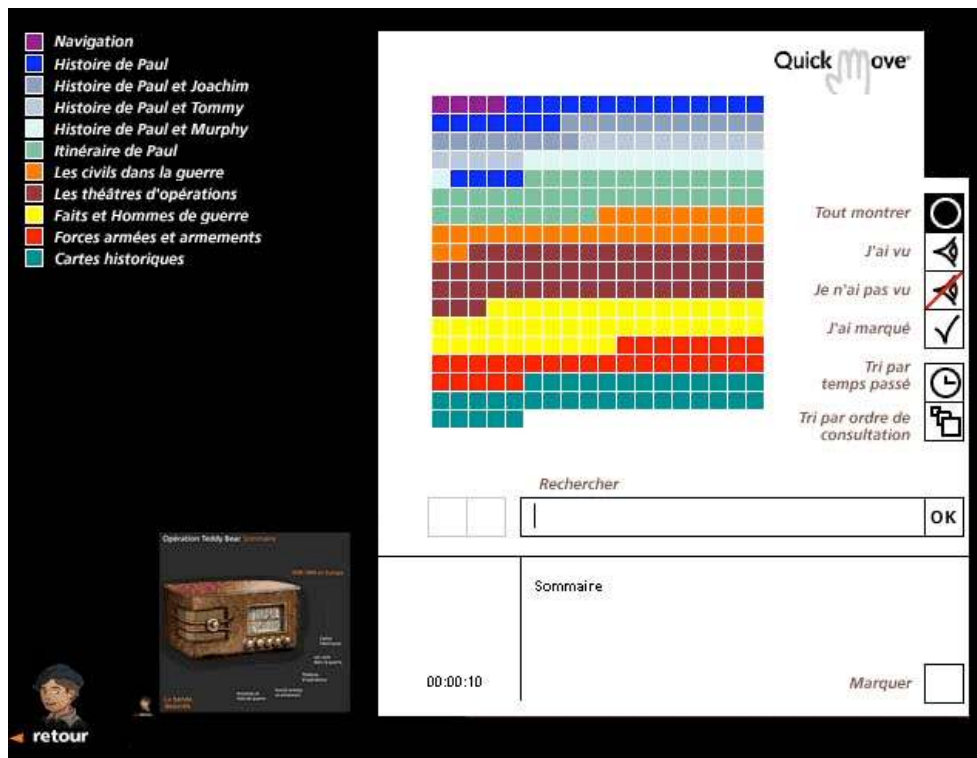 Navigation
Histoire de Paul
Histoire de Paul et Joachim
Histoire de Paul et Tommy
Histoire de Paul et Murphy
Itinéraire de Paul
Les civils dans la guerre
Les théâtres d'opérations
Faits et Hommes de guerre
Forces armées et armements
Cartes historiques
Quick Move
Tout montrer
J'ai vu
Je n'ai pas vu
J'ai marqué
Tri par
temps passé
Tri par ordre de
consultation
Rechercher
OK
Opération Teddy Bear Sommaire
Sommaire
00:00:10
Marquer
retour